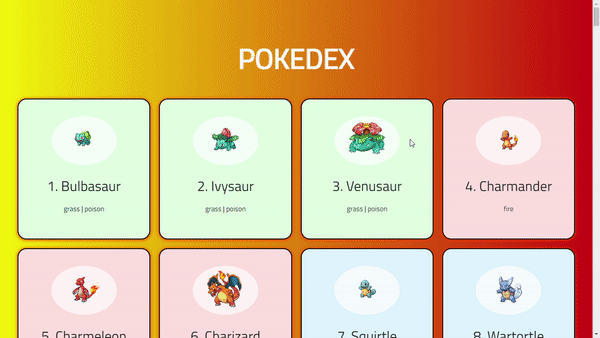 POKEDEX
1. Bulbasaur
grass | poison
2. Ivysaur
grass | poison
3. Venusaur
grass | poison
4. Charmander
fire
5. Charmeleon
6. Charizard
7. Squirtle
8. Wartortle